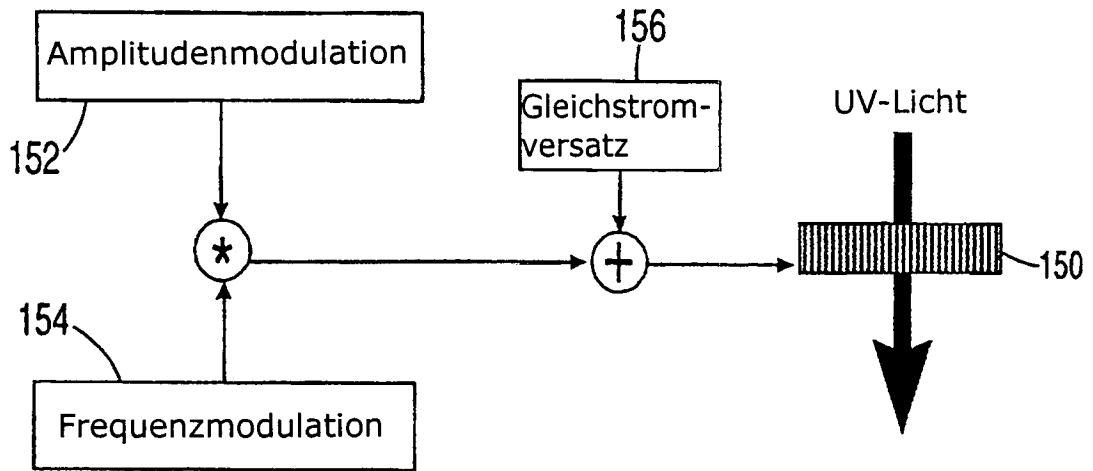 Amplitudenmodulation
152
156
Gleichstrom-
versatz
UV-Licht
*
+
150
154
Frequenzmodulation